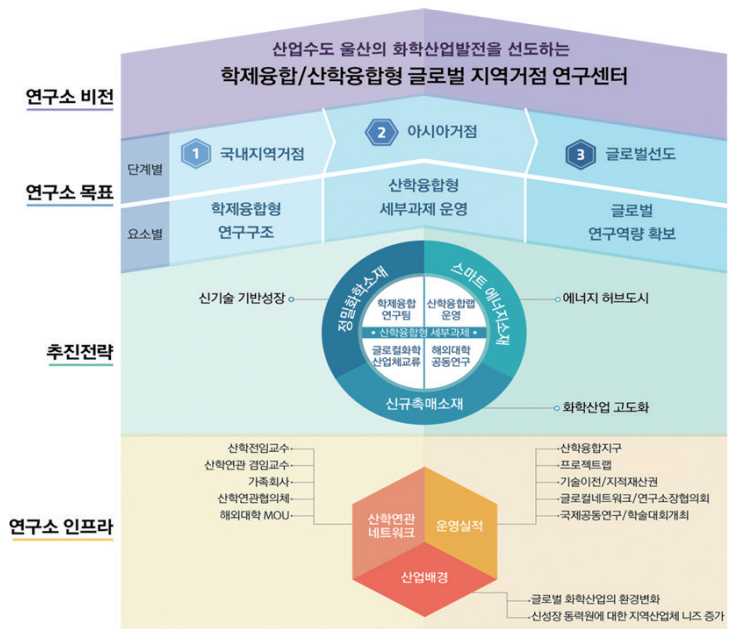 산업수도 울산의 화학산업발전을 선도하는
학제융합/산학융합형 글로벌 지역거점 연구센터
연구소 비전
연구소 목표
단계별
1 국내지역거점
2 아시아거점
3 글로벌선도
요소별
학제융합형
연구구조
산학융합형
세부과제 운영
글로벌
연구역량 확보
추진전략
신기술 기반성장
에너지 허브도시
화학산업 고도화
정밀화학소재
스마트 에너지소재
신규촉매소재
학제융합
연구팀
산학융합랩
운영
• 산학융합형 세부과제 •
글로컬화학
산업체교류
해외대학
공동연구
연구소 인프라
산학전임교수
산학연관 겸임교수
가족회사
산학연관협의체
해외대학 MOU
산학융합지구
프로젝트랩
기술이전/지적재산권
글로컬네트워크/연구소장협의회
국제공동연구/학술대회개최
산학연관
네트워크
운영실적
산업배경
글로벌 화학산업의 환경변화
신성장 동력원에 대한 지역산업체 니즈 증가